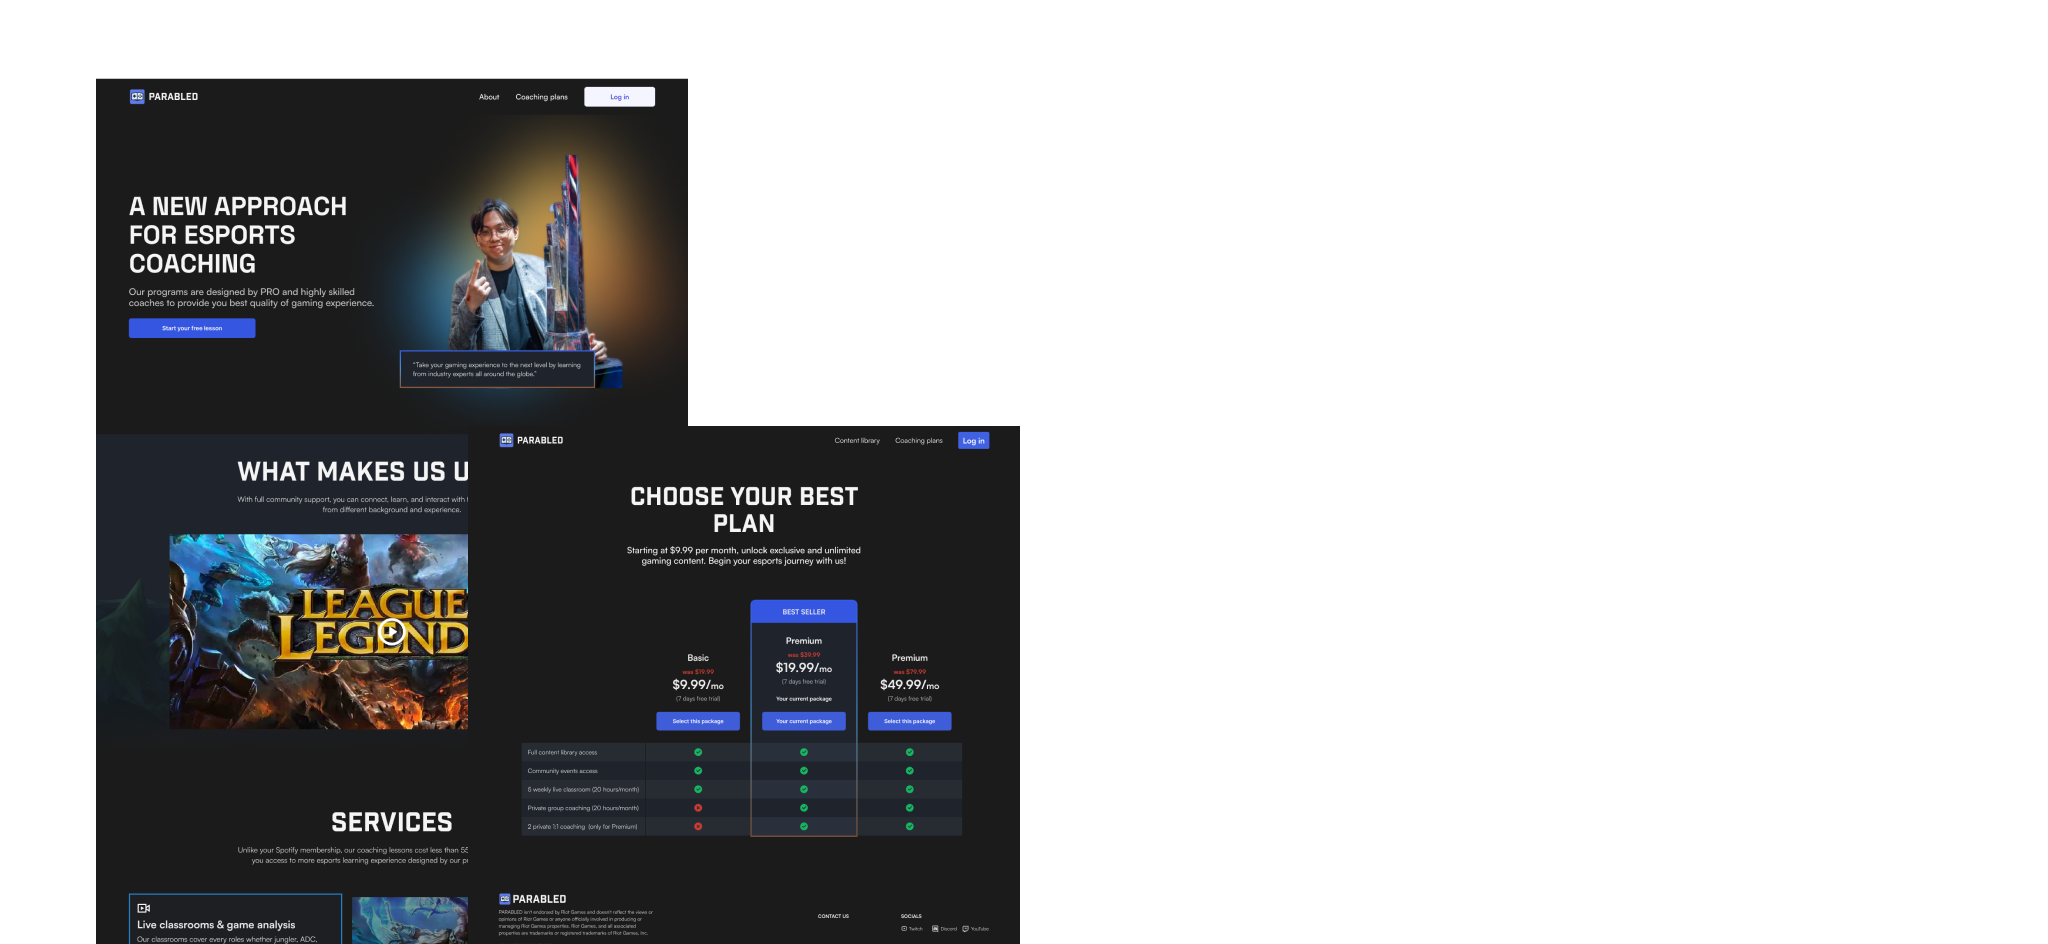 PARABLED
About
Coaching plans
Log in
A NEW APPROACH
FOR ESPORTS
COACHING
Our programs are designed by PRO and highly skilled
coaches to provide you best quality of gaming experience.
Start your free lesson
"Take your gaming experience to the next level by learning
from industry experts all around the globe."
WHAT MAKES US U
With full community support, you can connect, learn, and interact with
from different background and experience.
LEAGUE
LEGEND
SERVICES
Unlike your Spotify membership, our coaching lessons cost less than 55
you access to more esports learning experience designed by our
Live classrooms & game analysis
Our classrooms cover every roles whether jungler, ADC,
PARABLED
Content library
Coaching plans
Log in
CHOOSE YOUR BEST
PLAN
Starting at $9.99 per month, unlock exclusive and unlimited
gaming content. Begin your esports journey with us!
BEST SELLER
Basic
was $19.99
$9.99/mo
(7 days free trial)
Select this package
Premium
was $29.99
$19.99/mo
(7 days free trial)
Your current package
Your current package
Premium
was $79.99
$49.99/mo
(7 days free trial)
Select this package
Full content library access
Community events access
5 weekly live classroom (20 hours/month)
Private group coaching (20 hours/month)
2 private 1:1 coaching (only for Premium)
PARABLED
PARABLED isn't endorsed by Riot Games and doesn't reflect the views or
opinions of Riot Games or anyone officially involved in producing or
managing Riot Games properties. Riot Games, and all associated
properties are trademarks or registered trademarks of Riot Games, Inc.
CONTACT US
SOCIALS
Twitch
Discord
YouTube